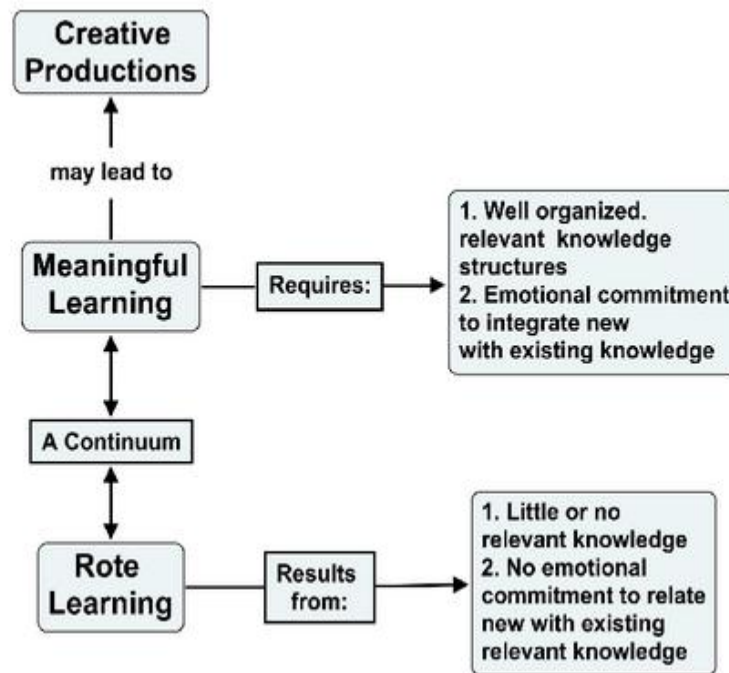 Creative
Productions
may lead to
Meaningful
Learning
Requires:
1. Well organized.
relevant knowledge
structures
2. Emotional commitment
to integrate new
with existing knowledge
A Continuum
Rote
Learning
Results
from:
1. Little or no
relevant knowledge
2. No emotional
commitment to relate
new with existing
relevant knowledge